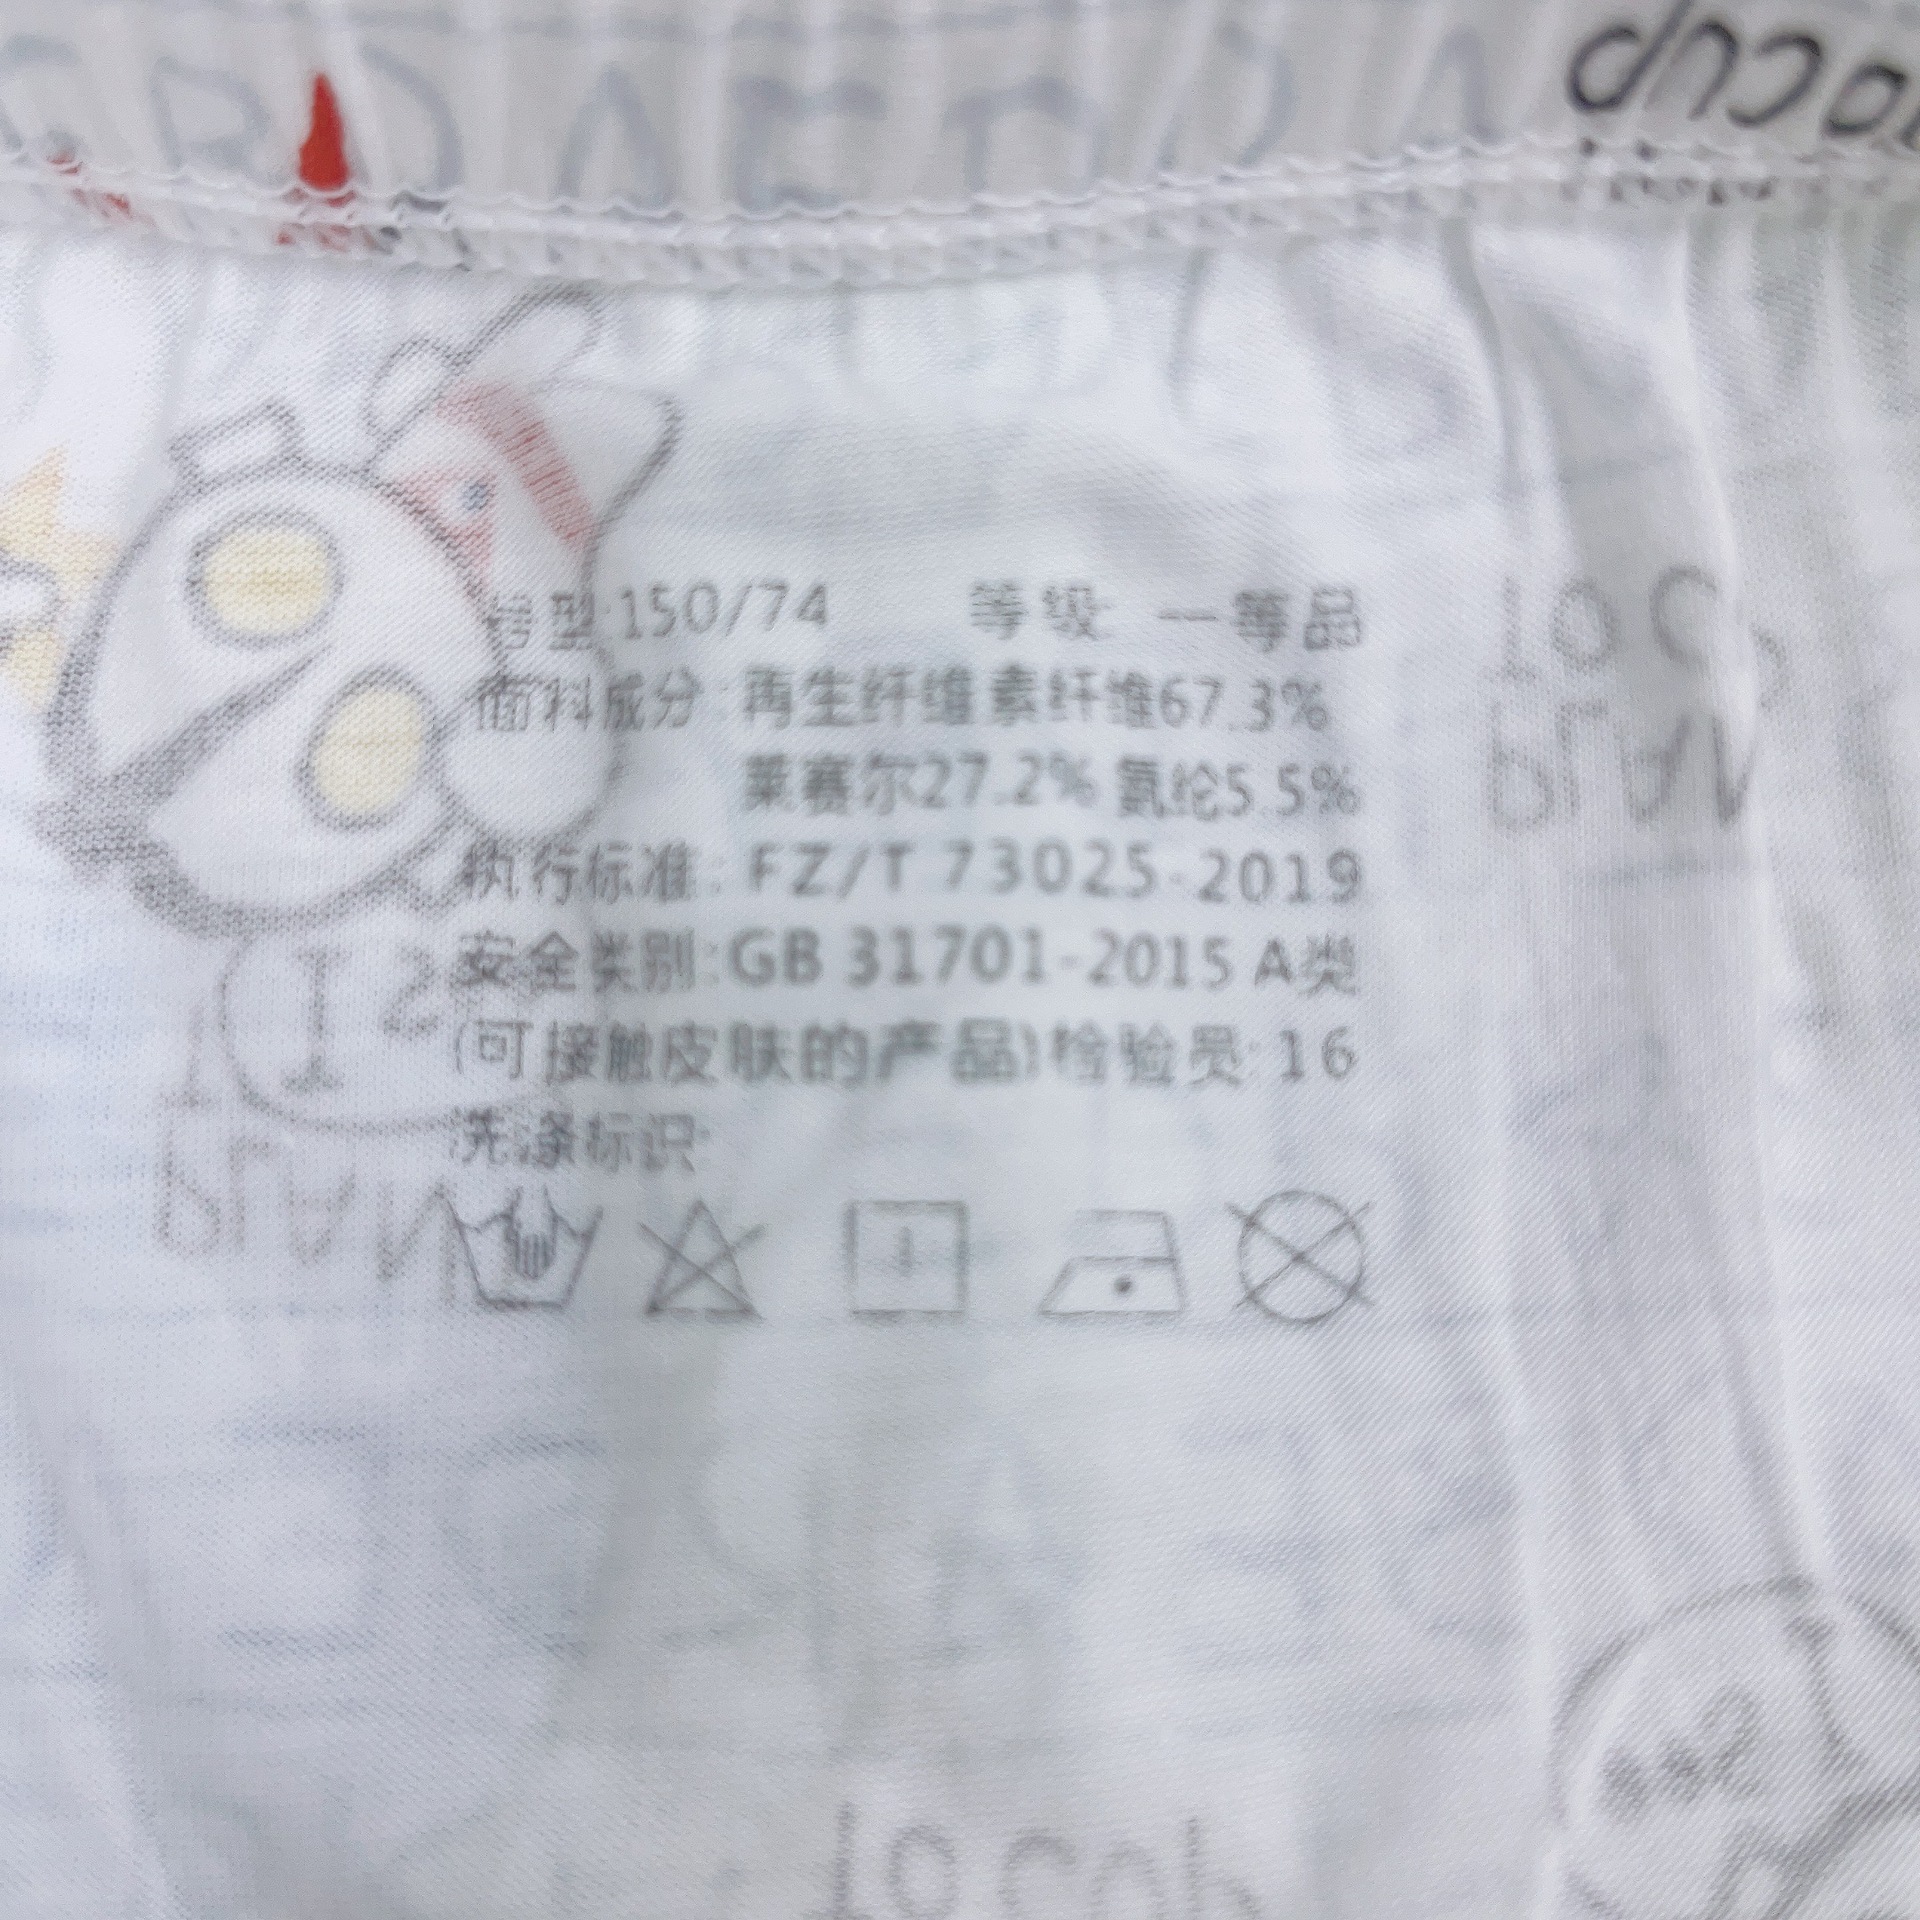 号型:150/74 等级: 一等品
面料成分:再生纤维素纤维67.3%
莱赛尔27.2% 氨纶5.5%
执行标准: FZ/T 73025-2019
安全类别:GB 31701-2015 A类
(可接触皮肤的产品)检验员:16
洗涤标识